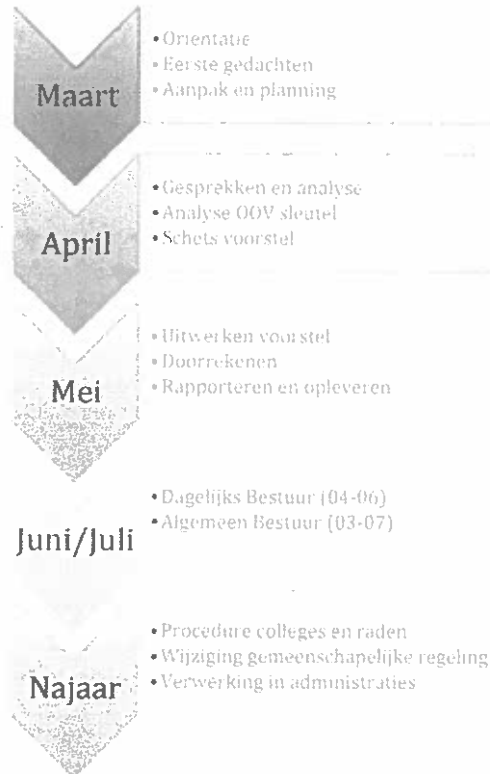 Maart
• Orientatie
• Eerste gedachten
• Aanpak en planning
April
• Gesprekken en analyse
• Analyse OOV sleutel
• Schets voorstel
Mei
• Uitwerken voorstel
• Doorrekenen
• Rapporteren en opleveren
Juni/Juli
• Dagelijks Bestuur (04-06)
• Algemeen Bestuur (03-07)
Najaar
• Procedure colleges en raden
• Wijziging gemeenschapelijke regeling
• Verwerking in administraties